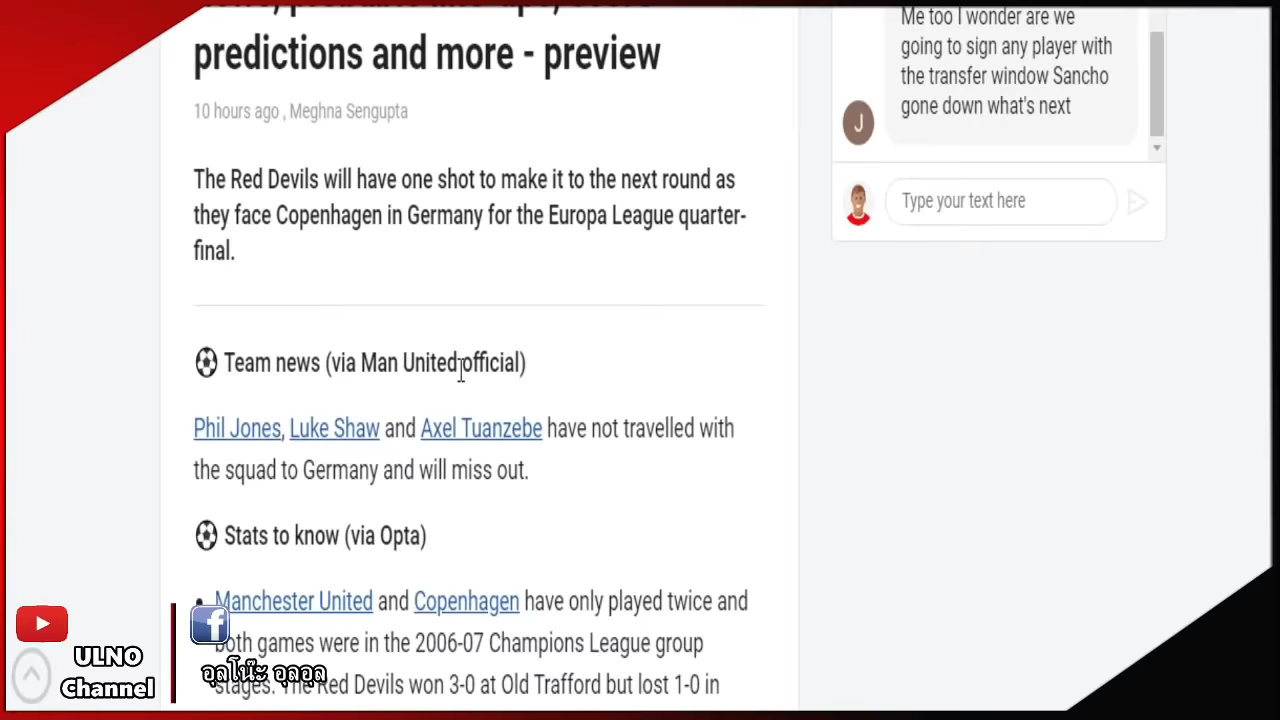 predictions and more - preview
10 hours ago , Meghna Sengupta
The Red Devils will have one shot to make it to the next round as
they face Copenhagen in Germany for the Europa League quarter-
final.
Team news (via Man United official)
Phil Jones, Luke Shaw and Axel Tuanzebe have not travelled with
the squad to Germany and will miss out.
Stats to know (via Opta)
Manchester United and Copenhagen have only played twice and
both games were in the 2006-07 Champions League group
stages. The Red Devils won 3-0 at Old Trafford but lost 1-0 in
Me too I wonder are we
going to sign any player with
the transfer window Sancho
gone down what's next
J
Type your text here
ULNO
Channel
อุลโน๊ะ อุลอูล